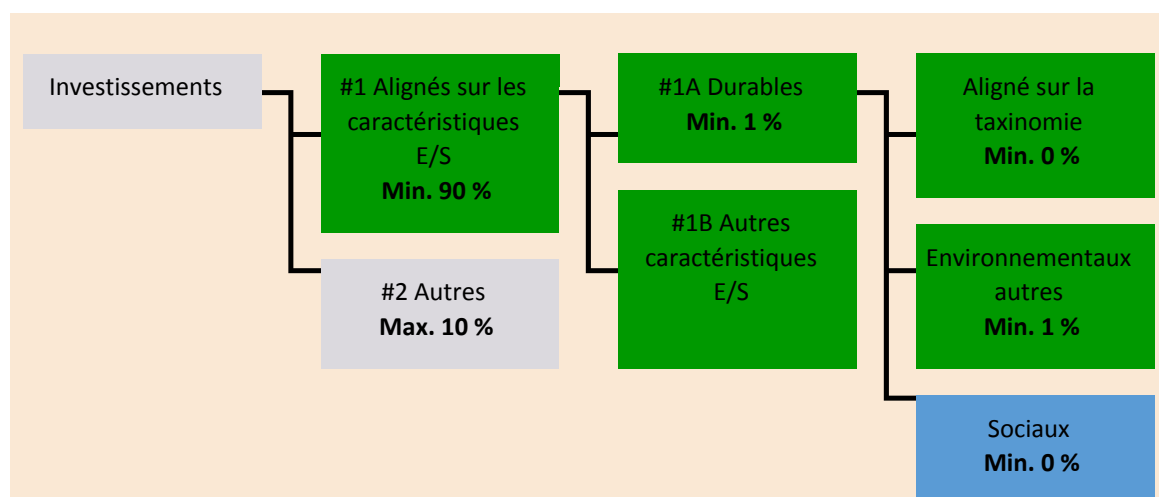 Investissements
#1 Alignés sur les
caractéristiques
E/S
Min. 90 %
#2 Autres
Max. 10 %
#1A Durables
Min. 1 %
#1B Autres
caractéristiques
E/S
Aligné sur la
taxinomie
Min. 0 %
Environnementaux
autres
Min. 1 %
Sociaux
Min. 0 %